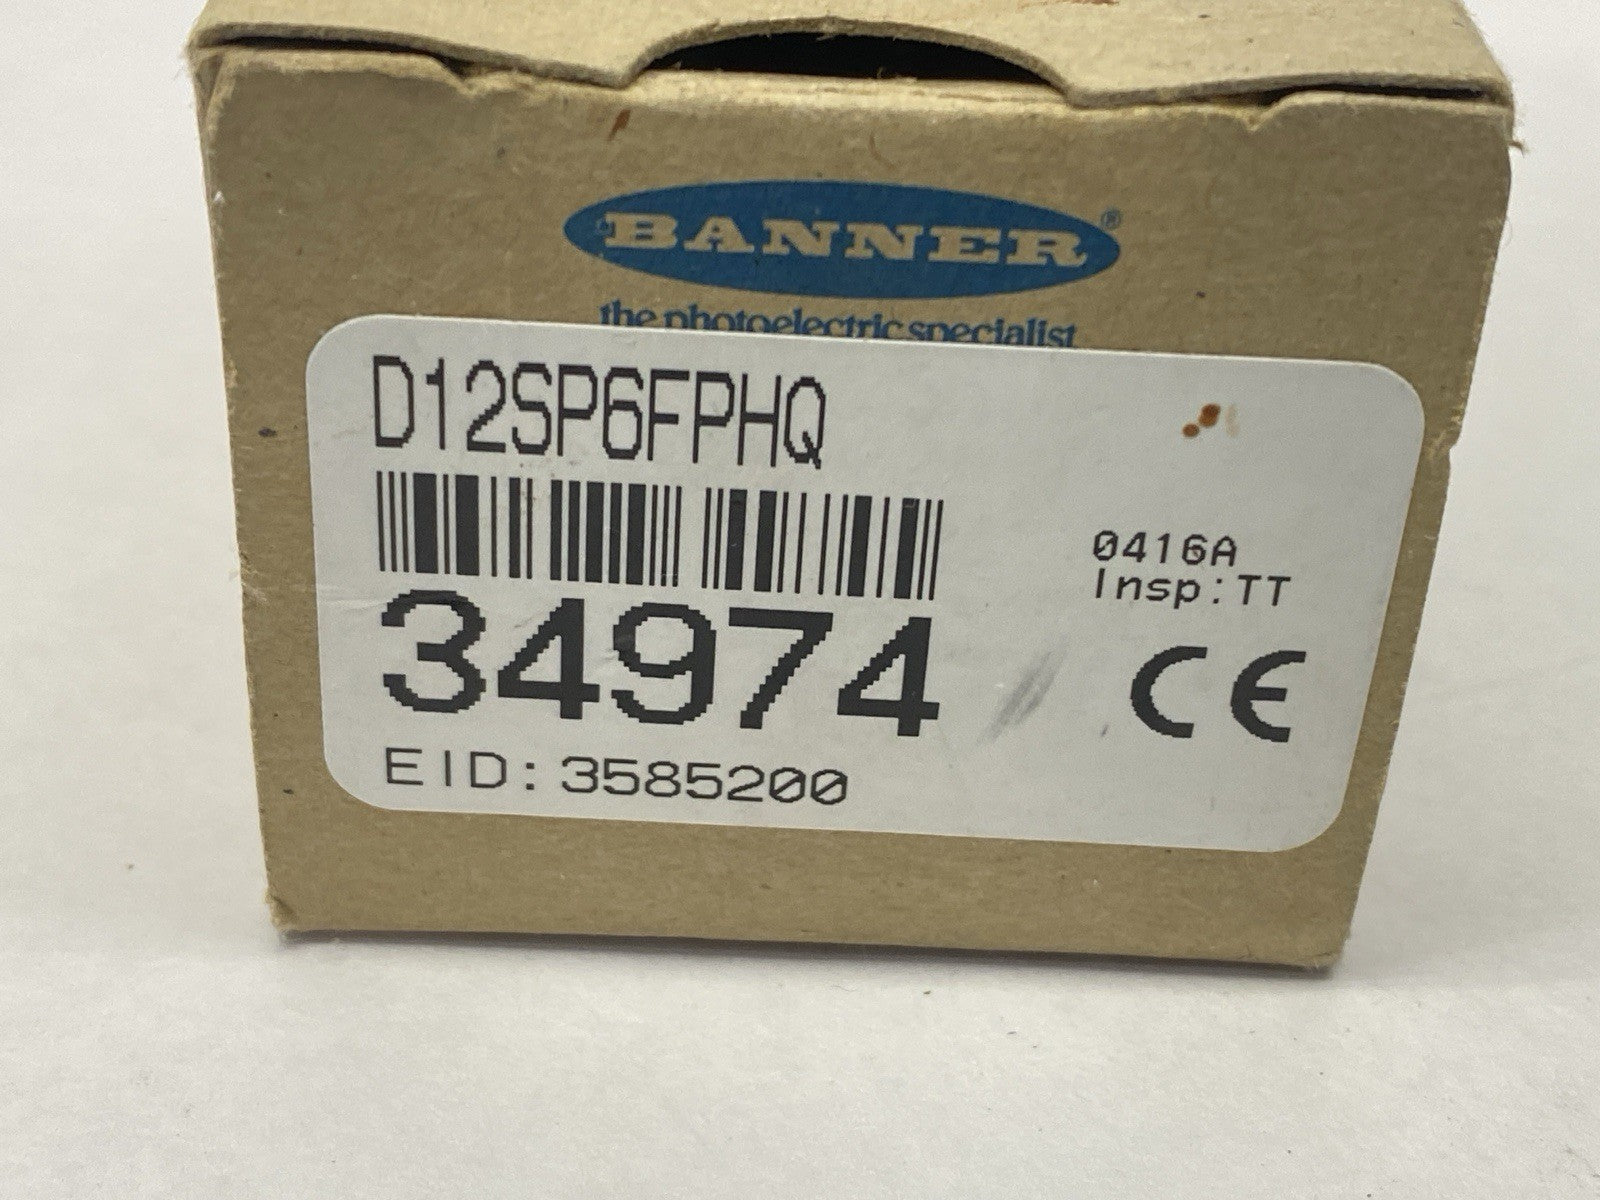 BANNER®
the photoelectric specialist
D12SP6FPHQ
0416A
Insp:TT
34974
EID: 3585200
CE